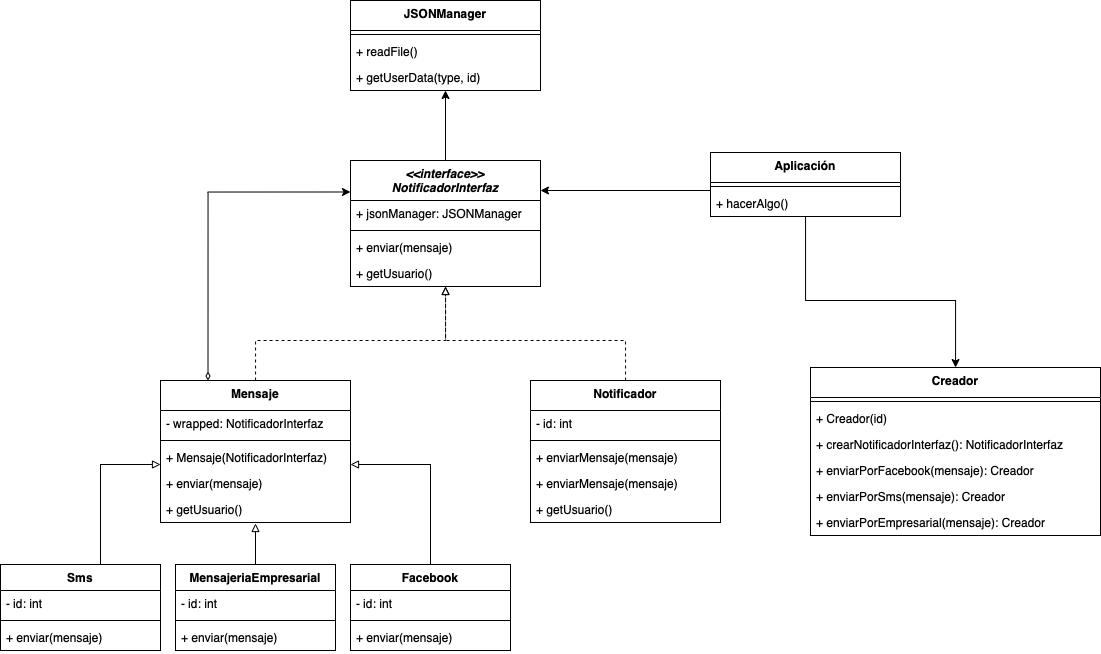 JSONManager
+ readFile()
+ getUserData(type, id)
<<interface>>
NotificadorInterfaz
+ jsonManager: JSONManager
+ enviar(mensaje)
+ getUsuario()
Aplicación
+ hacerAlgo()
Mensaje
- wrapped: NotificadorInterfaz
+ Mensaje(NotificadorInterfaz)
+ enviar(mensaje)
+ getUsuario()
Notificador
- id: int
+ enviarMensaje(mensaje)
+ enviarMensaje(mensaje)
+ getUsuario()
Creador
+ Creador(id)
+ crearNotificadorInterfaz(): NotificadorInterfaz
+ enviarPorFacebook(mensaje): Creador
+ enviarPorSms(mensaje): Creador
+ enviarPorEmpresarial(mensaje): Creador
Sms
- id: int
+ enviar(mensaje)
MensajeriaEmpresarial
- id: int
+ enviar(mensaje)
Facebook
- id: int
+ enviar(mensaje)